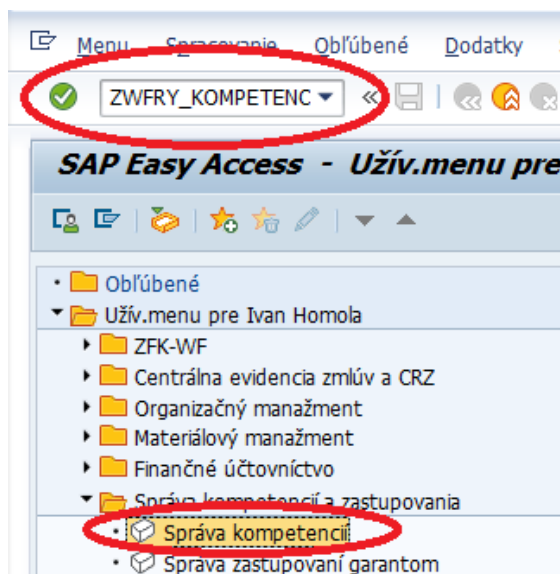 Menu Spracovanie Obľúbené Dodatky
ZWFRY_KOMPETENC
SAP Easy Access - Užív.menu pre
Obľúbené
Užív.menu pre Ivan Homola
ZFK-WF
Centrálna evidencia zmlúv a CRZ
Organizačný manažment
Materiálový manažment
Finančné účtovníctvo
Správa kompetencií a zastupovania
Správa kompetencií
Správa zastupovaní garantom